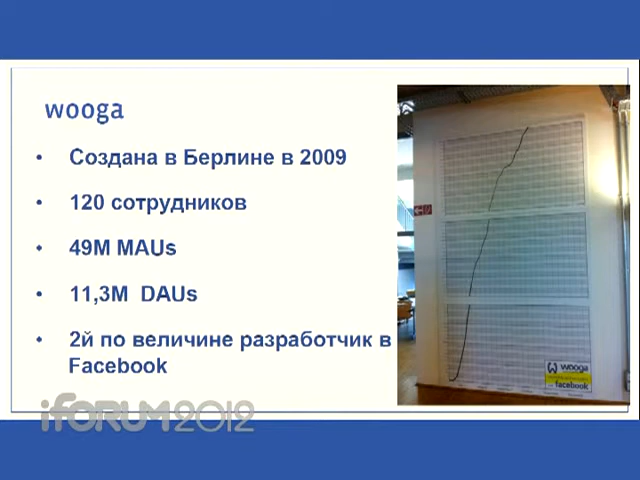 wooga
• Создана в Берлине в 2009
• 120 сотрудников
• 49M MAUs
• 11,3M DAUs
• 2й по величине разработчик в
Facebook
wooga
facebook
iFORUM2012